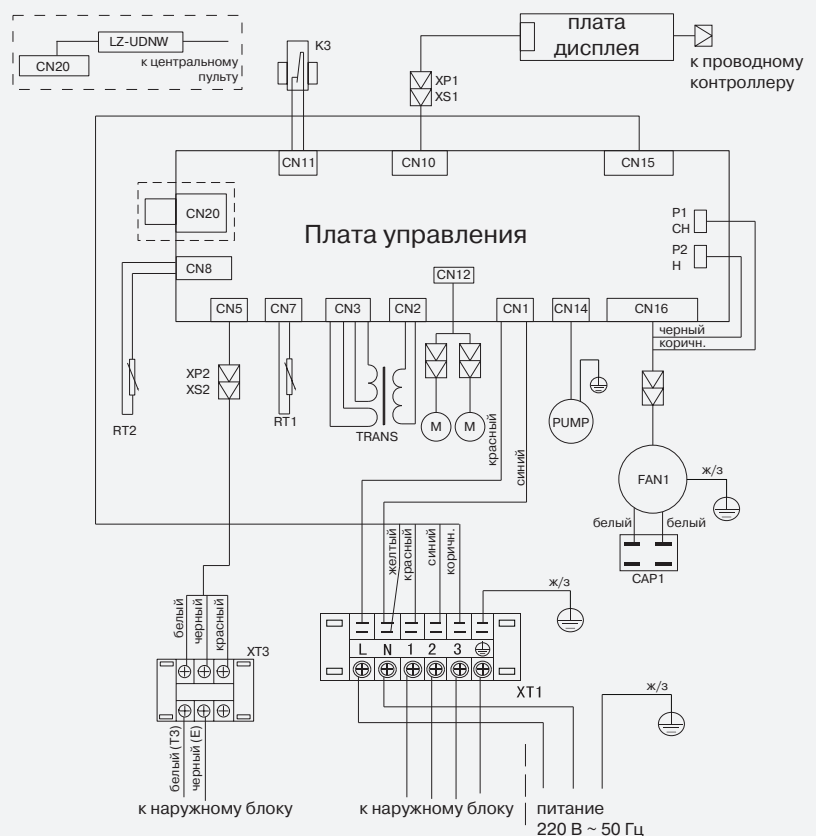 LZ-UDNW
CN20
к центральному
пульту
K3
плата
дисплея
к проводному
контроллеру
XP1
XS1
CN11
CN10
CN15
CN20
P1
CH
P2
H
Плата управления
CN8
CN12
CN5
CN7
CN3
CN2
CN1
CN14
CN16
черный
коричн.
XP2
XS2
RT2
RT1
TRANS
M
M
PUMP
красный
синий
FAN1
ж/з
белый
белый
CAP1
желтый
красный
синий
коричн.
ж/з
белый
черный
красный
XT3
L N 1 2 3
XT1
ж/з
белый (T3)
черный (E)
к наружному блоку
к наружному блоку
питание
220 В ~ 50 Гц